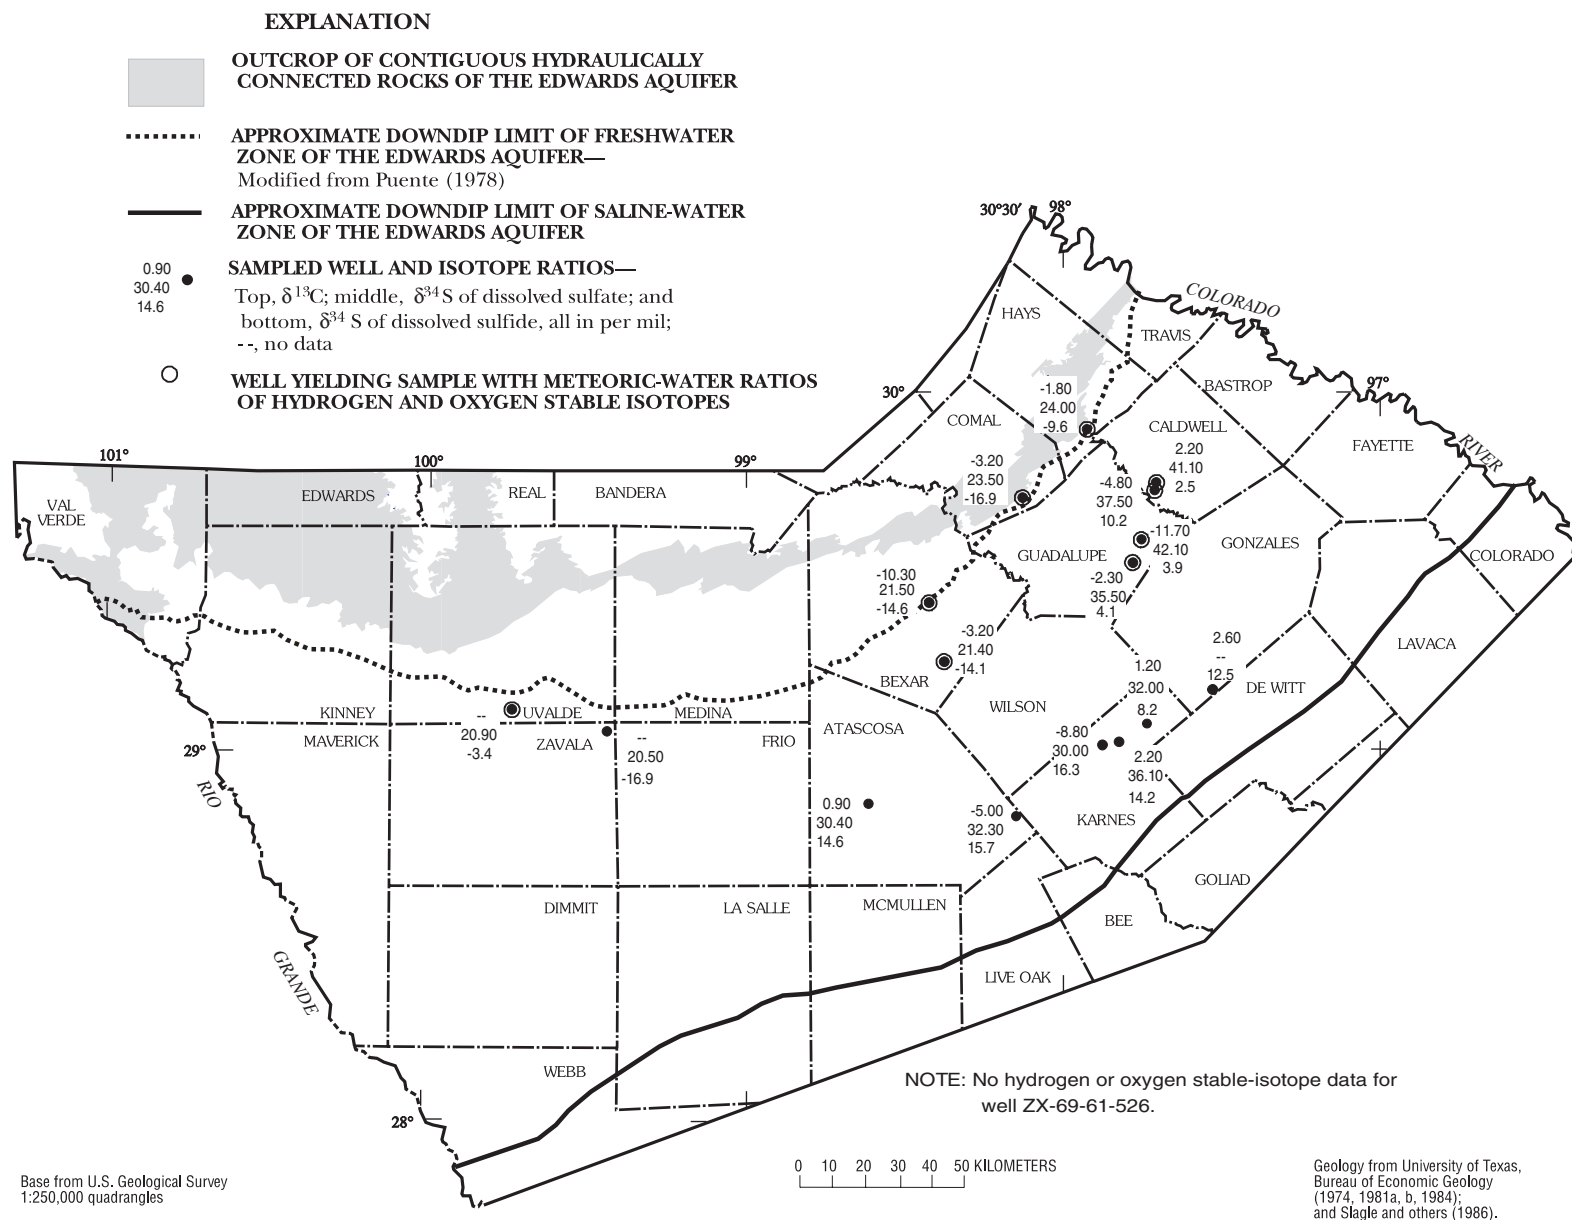 EXPLANATION
OUTCROP OF CONTIGUOUS HYDRAULICALLY
CONNECTED ROCKS OF THE EDWARDS AQUIFER
APPROXIMATE DOWNDIP LIMIT OF FRESHWATER
ZONE OF THE EDWARDS AQUIFER—
Modified from Puente (1978)
APPROXIMATE DOWNDIP LIMIT OF SALINE-WATER
ZONE OF THE EDWARDS AQUIFER
0.90
30.40
14.6
SAMPLED WELL AND ISOTOPE RATIOS—
Top, δ13C; middle, δ34S of dissolved sulfate; and
bottom, δ34 S of dissolved sulfide, all in per mil;
--, no data
WELL YIELDING SAMPLE WITH METEORIC-WATER RATIOS
OF HYDROGEN AND OXYGEN STABLE ISOTOPES
30°30′ 98°
COLORADO
HAYS
TRAVIS
30°
-1.80
24.00
-9.6
BASTROP
97°
COMAL
CALDWELL
FAYETTE
RIVER
101°
100°
99°
-3.20
23.50
-16.9
2.20
41.10
2.5
-4.80
37.50
10.2
VAL
VERDE
EDWARDS
REAL
BANDERA
-11.70
42.10
3.9
GUADALUPE
GONZALES
COLORADO
-10.30
21.50
-14.6
-2.30
35.50
4.1
-3.20
21.40
-14.1
2.60
--
12.5
LAVACA
BEXAR
1.20
32.00
8.2
DE WITT
WILSON
KINNEY
UVALDE
MEDINA
--
20.90
-3.4
MAVERICK
ZAVALA
FRIO
ATASCOSA
--
20.50
-16.9
29°
-8.80
30.00
16.3
2.20
36.10
14.2
RIO
0.90
30.40
14.6
-5.00
32.30
15.7
KARNES
GOLIAD
DIMMIT
LA SALLE
MCMULLEN
BEE
GRANDE
LIVE OAK
WEBB
NOTE: No hydrogen or oxygen stable-isotope data for
well ZX-69-61-526.
28°
Base from U.S. Geological Survey
1:250,000 quadrangles
0 10 20 30 40 50 KILOMETERS
Geology from University of Texas,
Bureau of Economic Geology
(1974, 1981a, b, 1984);
and Slagle and others (1986).